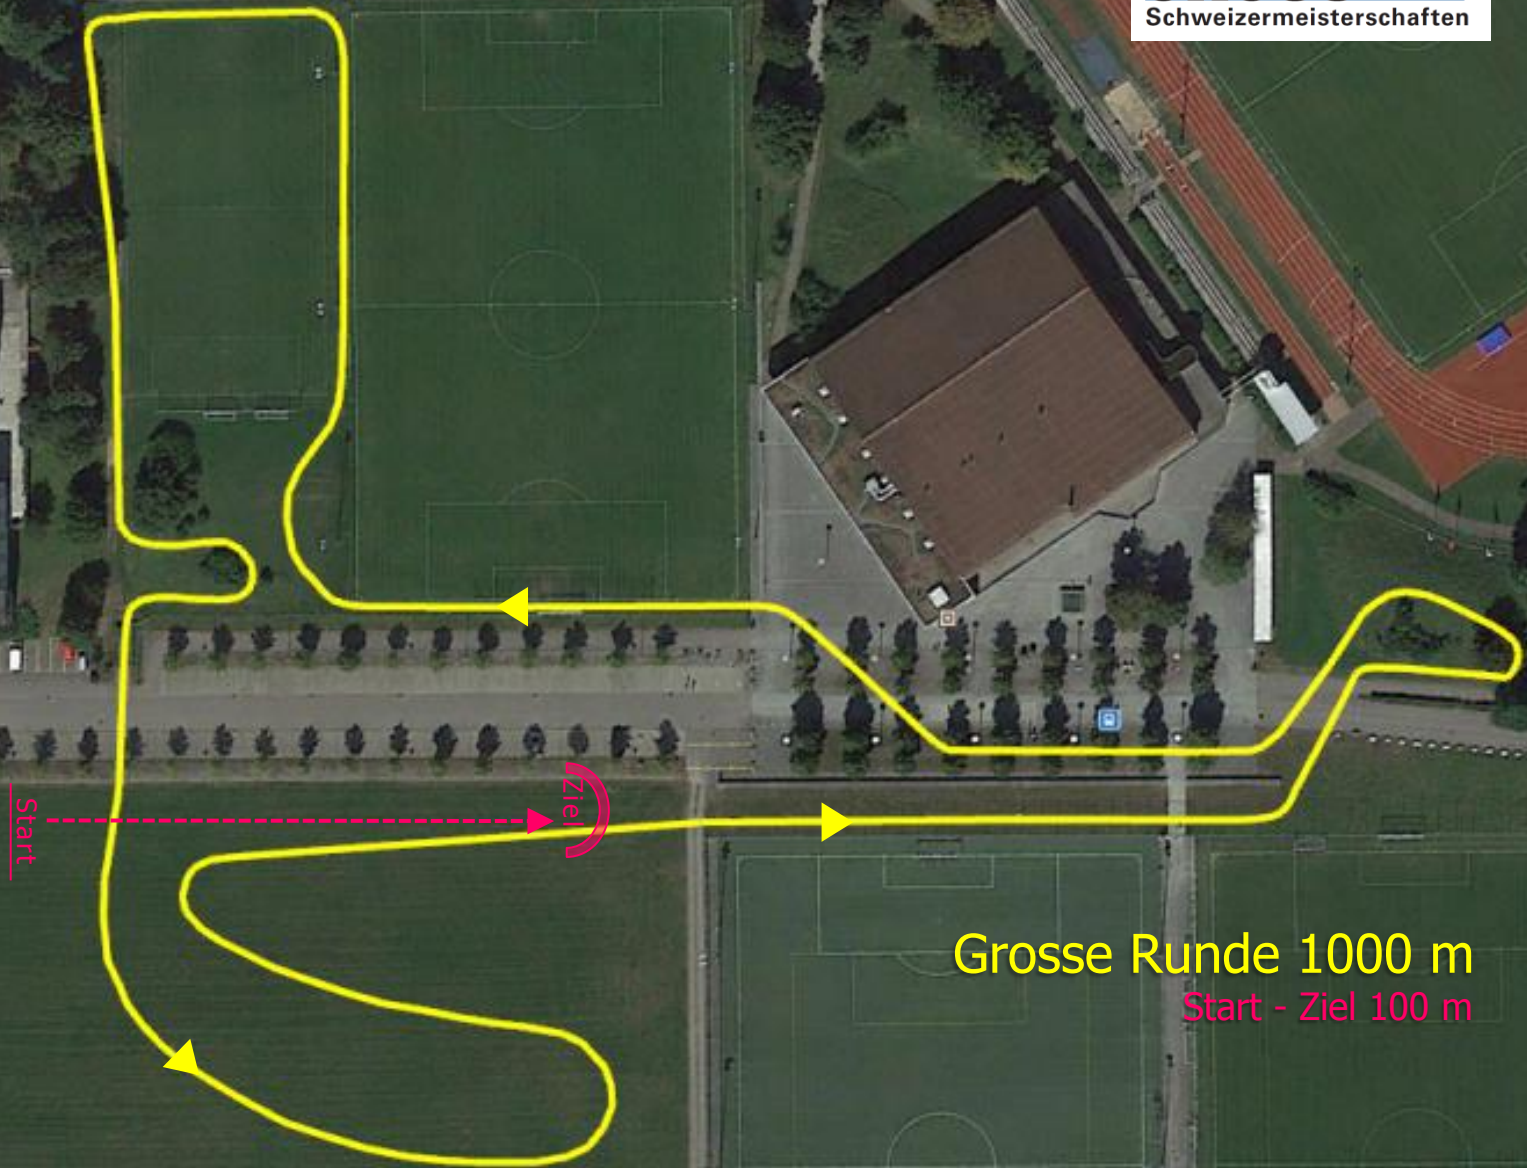 Schweizermeisterschaften
Start
Ziel
Grosse Runde 1000 m
Start - Ziel 100 m